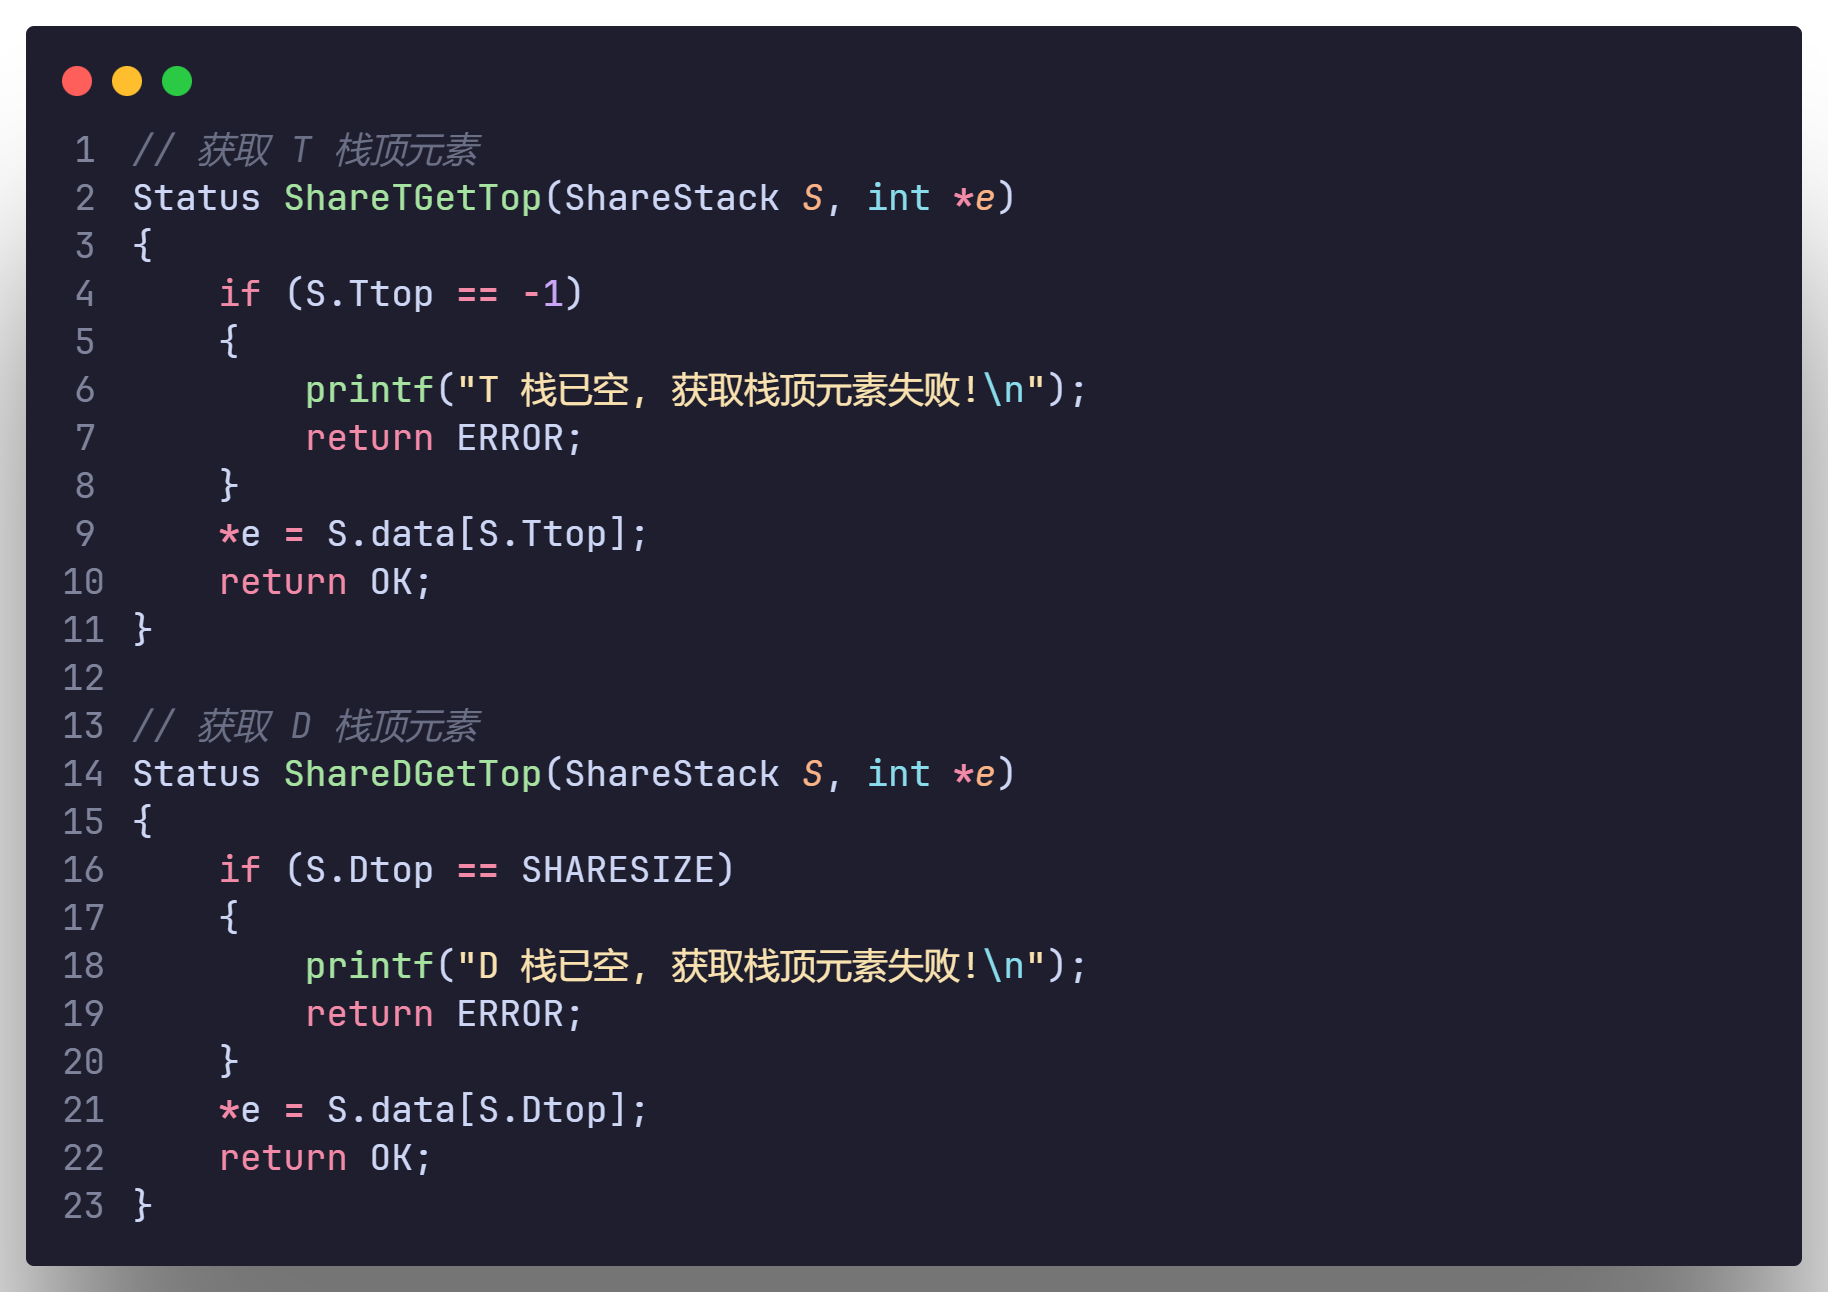 1 // 获取 T 栈顶元素
2 Status ShareTGetTop(ShareStack S, int *e)
3 {
4     if (S.Ttop == -1)
5     {
6         printf("T 栈已空, 获取栈顶元素失败!\n");
7         return ERROR;
8     }
9     *e = S.data[S.Ttop];
10     return OK;
11 }
12
13 // 获取 D 栈顶元素
14 Status ShareDGetTop(ShareStack S, int *e)
15 {
16     if (S.Dtop == SHARESIZE)
17     {
18         printf("D 栈已空, 获取栈顶元素失败!\n");
19         return ERROR;
20     }
21     *e = S.data[S.Dtop];
22     return OK;
23 }